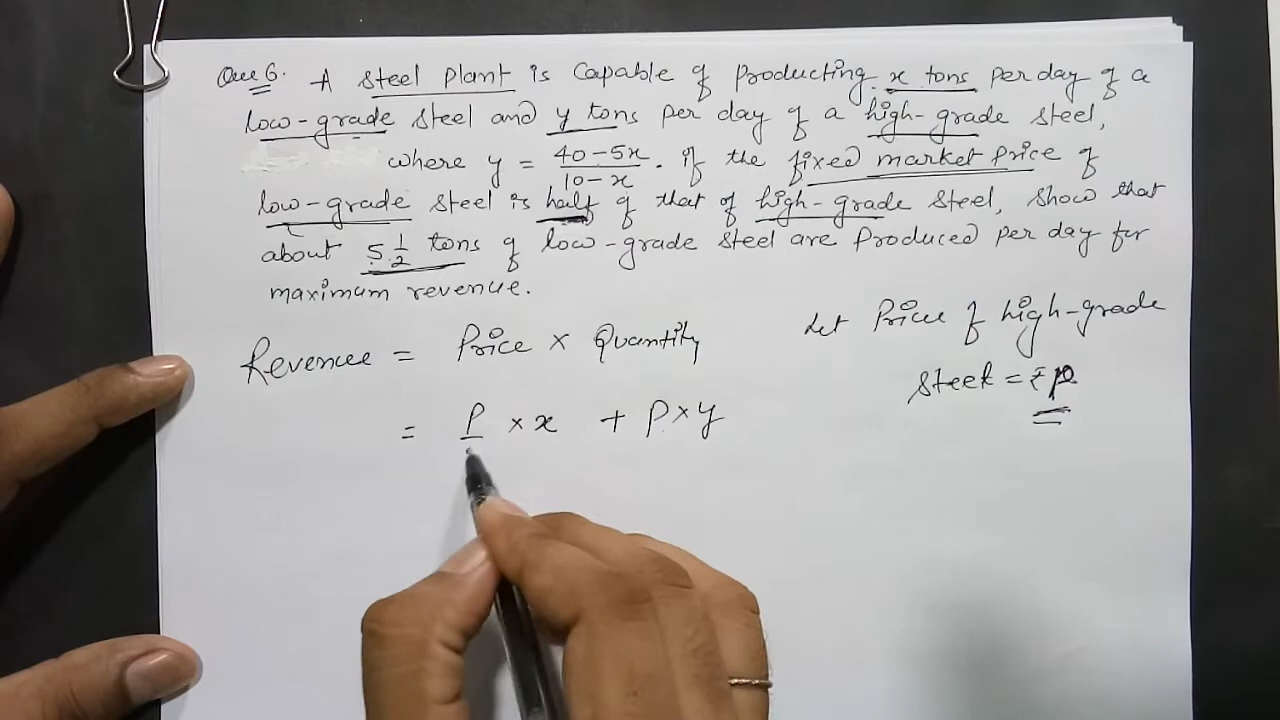 Que 6. A steel plant is capable of producting x tons per day of a
low-grade steel and y tons per day of a high-grade steel,
where y = (40-5x)/(10-x). if the fixed market price of
low-grade steel is half of that of high-grade steel, show that
about 5 1/2 tons of low-grade steel are produced per day for
maximum revenue.
Let Price of high-grade
steel = ₹ p
Revenue = Price × Quantity
= P × x + P × y